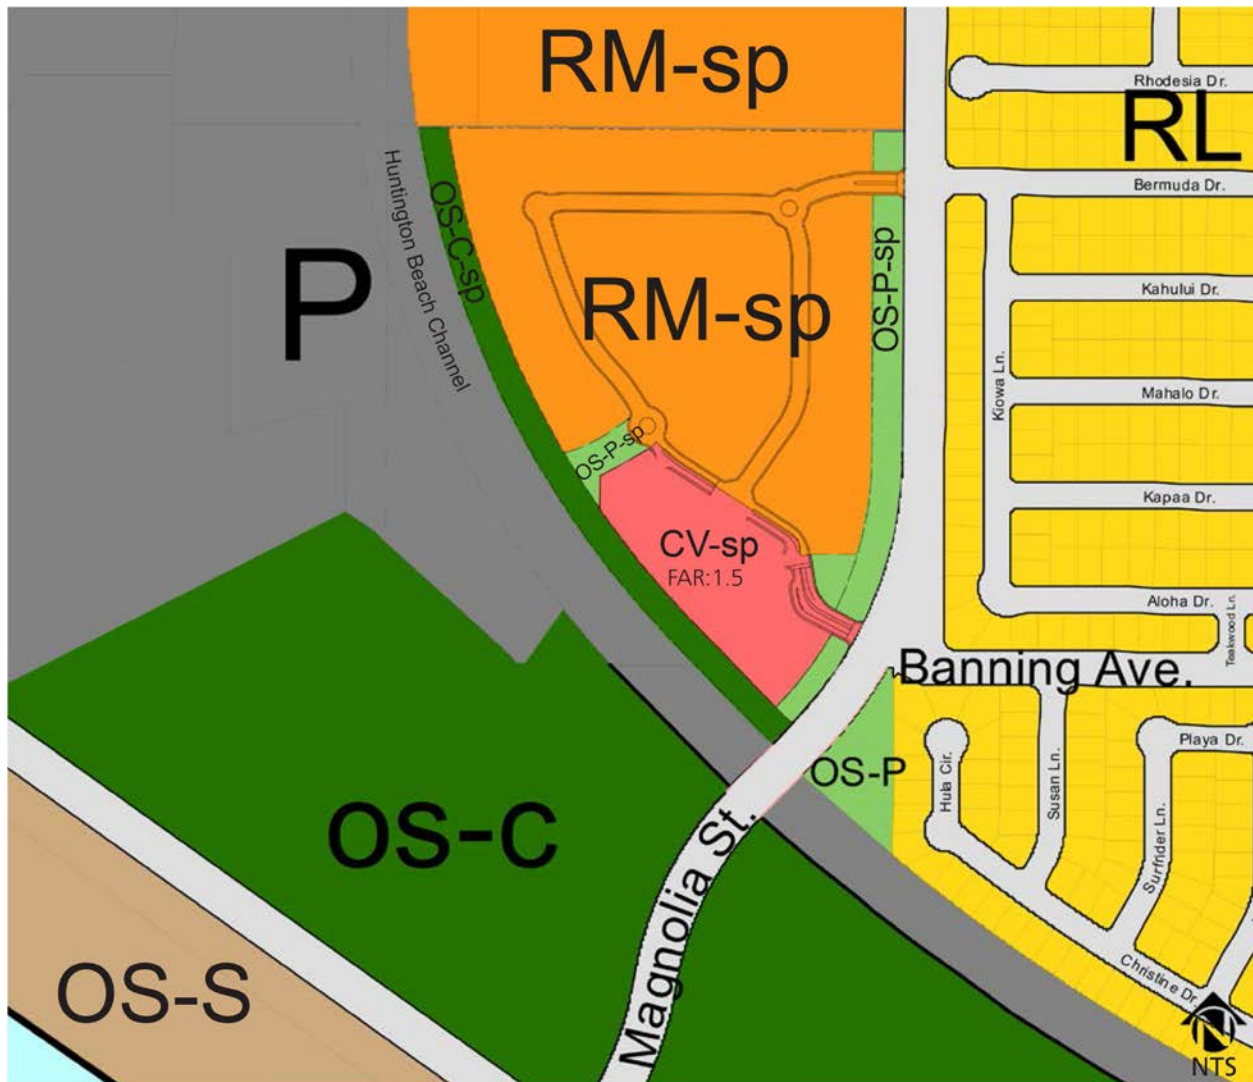 RM-sp
Rhodesia Dr.
RL
Huntington Beach Channel
OS-C-sp
Bermuda Dr.
P
OS-P-sp
RM-sp
Kahului Dr.
Kiowa Ln.
Mahalo Dr.
OS-P-sp
Kapaa Dr.
CV-sp
FAR:1.5
Aloha Dr.
Teakwood Ln.
Banning Ave.
Playa Dr.
OS-P
Hula Cir.
Susan Ln.
Surfrider Ln.
OS-C
Magnolia St.
OS-S
Christine Dr.
N
NTS